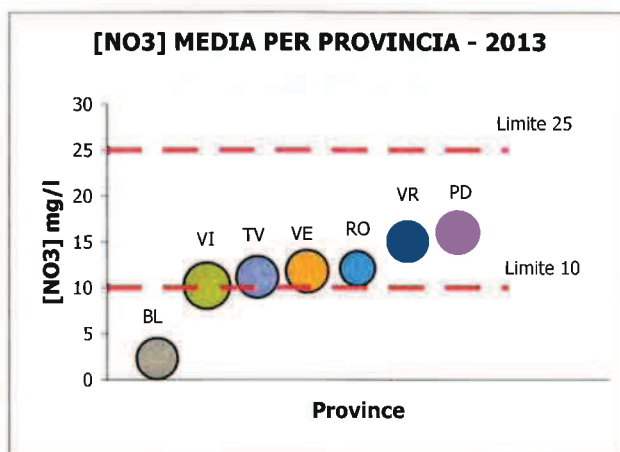 [NO3] MEDIA PER PROVINCIA - 2013
[NO3] mg/l
30
25
20
15
10
5
0
Limite 25
Limite 10
BL
VI
TV
VE
RO
VR
PD
Province